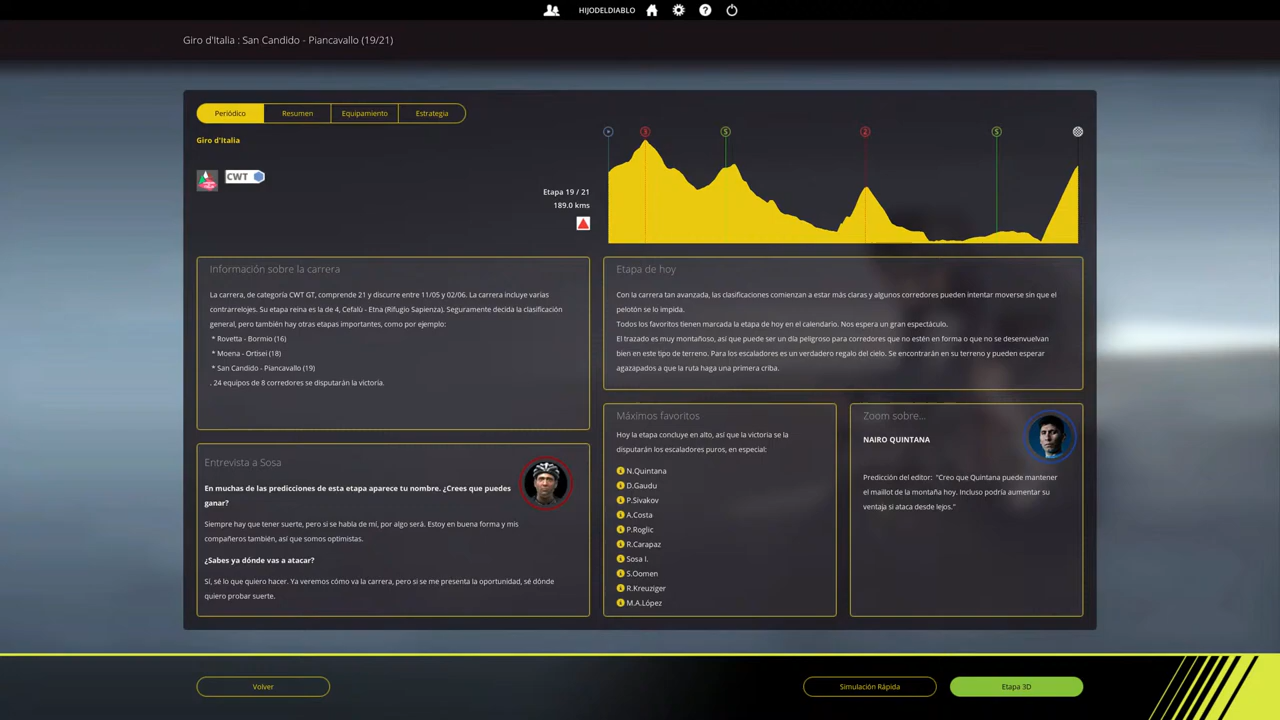 HIJODELDIABLO
Giro d'Italia : San Candido - Piancavallo (19/21)
Periódico
Resumen
Equipamiento
Estrategia
Giro d'Italia
CWT
Etapa 19 / 21
189.0 kms
3
S
2
S
Información sobre la carrera
La carrera, de categoría CWT GT, comprende 21 y discurre entre 11/05 y 02/06. La carrera incluye varias
contrarrelojes. Su etapa reina es la de 4, Cefalù - Etna (Rifugio Sapienza). Seguramente decida la clasificación
general, pero también hay otras etapas importantes, como por ejemplo:
* Rovetta - Bormio (16)
* Moena - Ortisei (18)
* San Candido - Piancavallo (19)
. 24 equipos de 8 corredores se disputarán la victoria.
Etapa de hoy
Con la carrera tan avanzada, las clasificaciones comienzan a estar más claras y algunos corredores pueden intentar moverse sin que el
pelotón se lo impida.
Todos los favoritos tienen marcada la etapa de hoy en el calendario. Nos espera un gran espectáculo.
El trazado es muy montañoso, así que puede ser un día peligroso para corredores que no estén en forma o que no se desenvuelvan
bien en este tipo de terreno. Para los escaladores es un verdadero regalo del cielo. Se encontrarán en su terreno y pueden esperar
agazapados a que la ruta haga una primera criba.
Entrevista a Sosa
En muchas de las predicciones de esta etapa aparece tu nombre. ¿Crees que puedes
ganar?
Siempre hay que tener suerte, pero si se habla de mí, por algo será. Estoy en buena forma y mis
compañeros también, así que somos optimistas.
¿Sabes ya dónde vas a atacar?
Sí, sé lo que quiero hacer. Ya veremos cómo va la carrera, pero si se me presenta la oportunidad, sé dónde
quiero probar suerte.
Máximos favoritos
Hoy la etapa concluye en alto, así que la victoria se la
disputarán los escaladores puros, en especial:
N.Quintana
D.Gaudu
P.Sivakov
A.Costa
P.Roglic
R.Carapaz
Sosa I.
S.Oomen
R.Kreuziger
M.A.López
Zoom sobre...
NAIRO QUINTANA
Predicción del editor: "Creo que Quintana puede mantener
el maillot de la montaña hoy. Incluso podría aumentar su
ventaja si ataca desde lejos."
Volver
Simulación Rápida
Etapa 3D